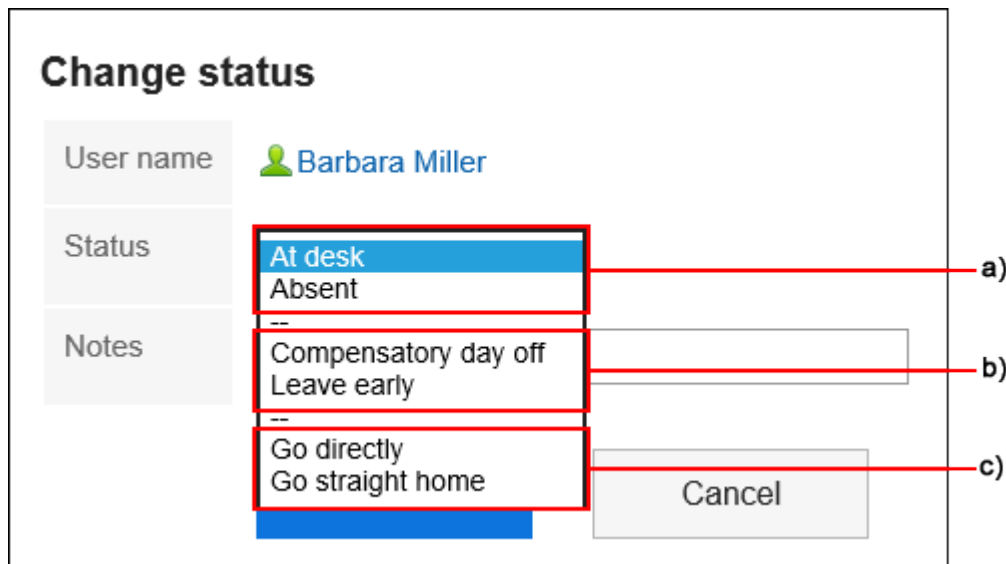 Change status
User name
Barbara Miller
Status
At desk
Absent
a)
--
Notes
Compensatory day off
Leave early
b)
--
Go directly
Go straight home
c)
Cancel